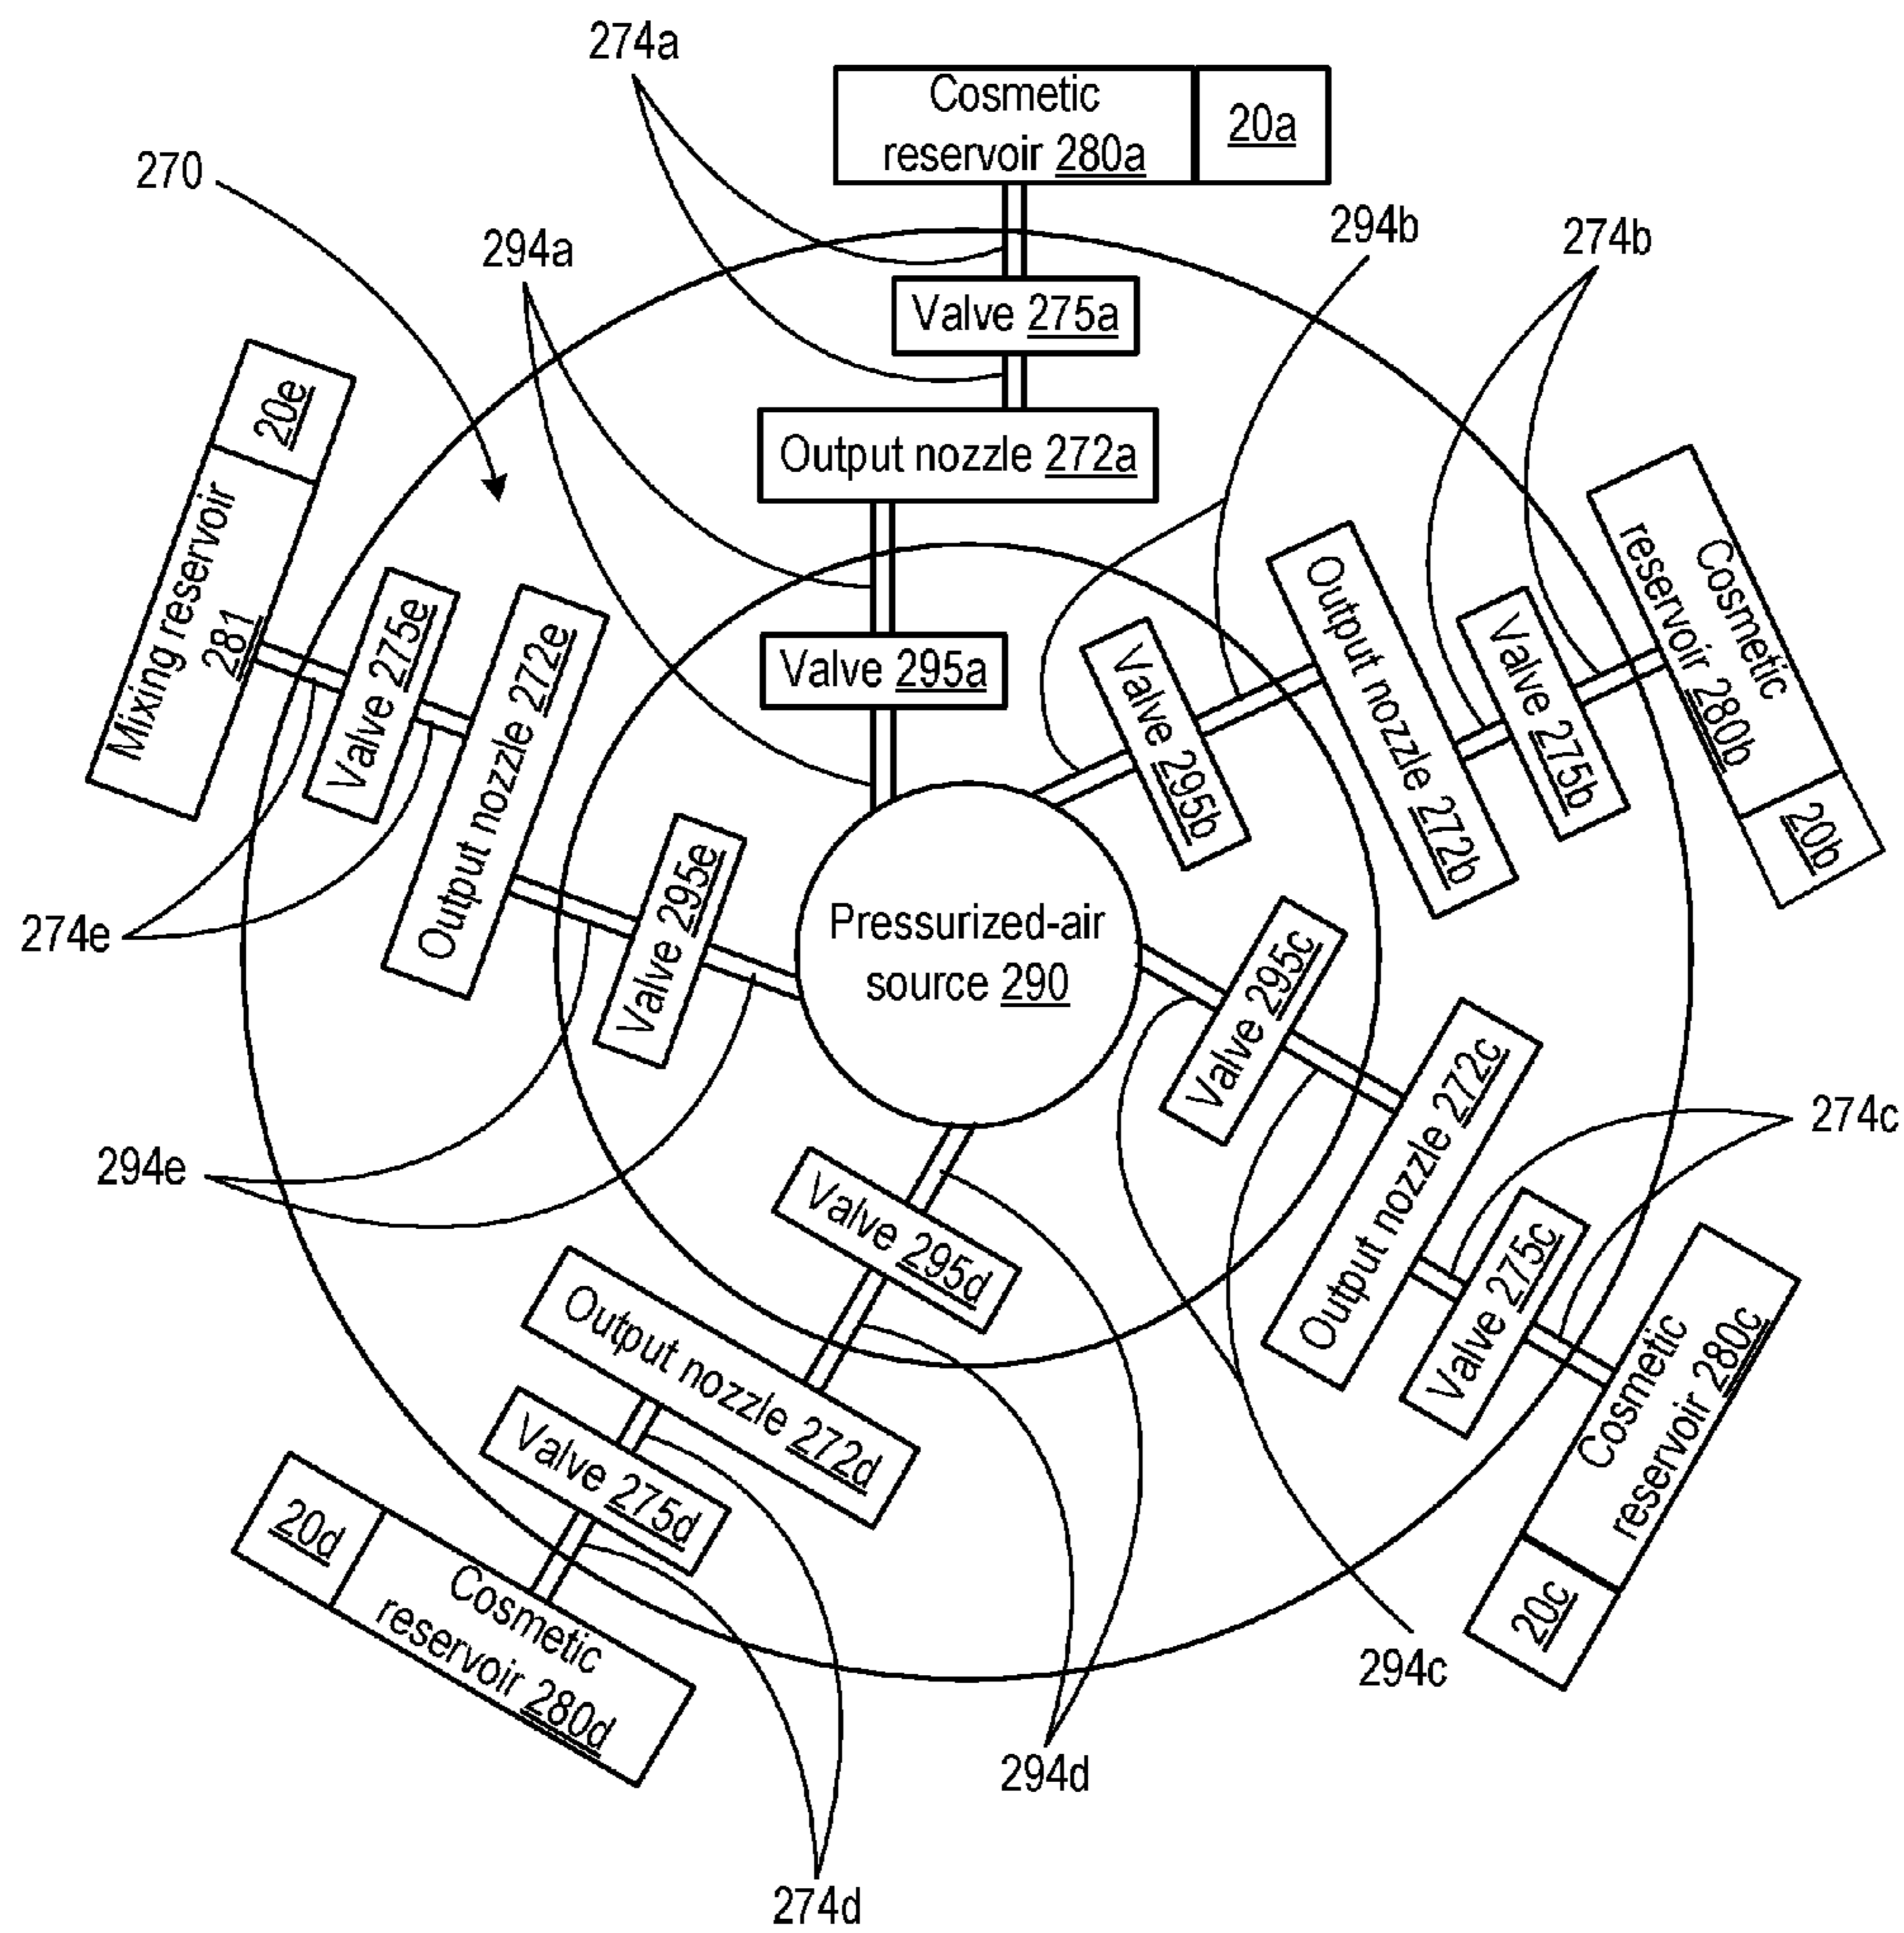 274a
Cosmetic
reservoir 280a
20a
270
294a
294b
274b
Valve 275a
Output nozzle 272a
Valve 295a
20e
Mixing reservoir
281
Valve 275e
Output nozzle 272e
Valve 295e
274e
294e
Pressurized-air
source 290
Valve 295b
Output nozzle 272b
Valve 275b
Cosmetic
reservoir 280b
20b
Valve 295c
Output nozzle 272c
Valve 275c
Cosmetic
reservoir 280c
20c
274c
294c
Valve 295d
Output nozzle 272d
Valve 275d
20d
Cosmetic
reservoir 280d
294d
274d